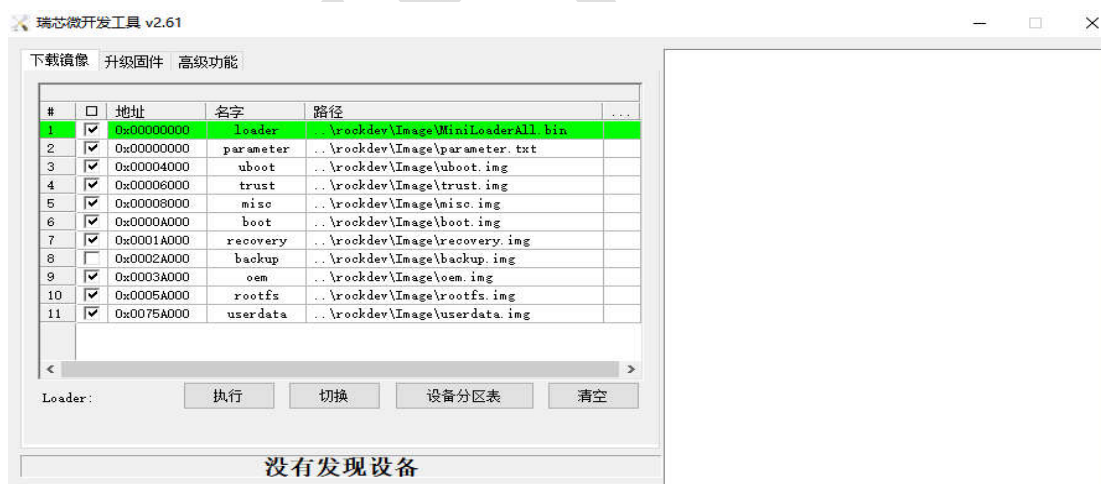 瑞芯微开发工具 v2.61
下载镜像 升级固件 高级功能
# 地址 名字 路径 ...
1 0x00000000 loader ..\rockdev\Image\MiniLoaderAll.bin
2 0x00000000 parameter ..\rockdev\Image\parameter.txt
3 0x00004000 uboot ..\rockdev\Image\uboot.img
4 0x00006000 trust ..\rockdev\Image\trust.img
5 0x00008000 misc ..\rockdev\Image\misc.img
6 0x0000A000 boot ..\rockdev\Image\boot.img
7 0x0001A000 recovery ..\rockdev\Image\recovery.img
8 0x0002A000 backup ..\rockdev\Image\backup.img
9 0x0003A000 oem ..\rockdev\Image\oem.img
10 0x0005A000 rootfs ..\rockdev\Image\rootfs.img
11 0x0075A000 userdata ..\rockdev\Image\userdata.img
Loader: 执行 切换 设备分区表 清空
没有发现设备